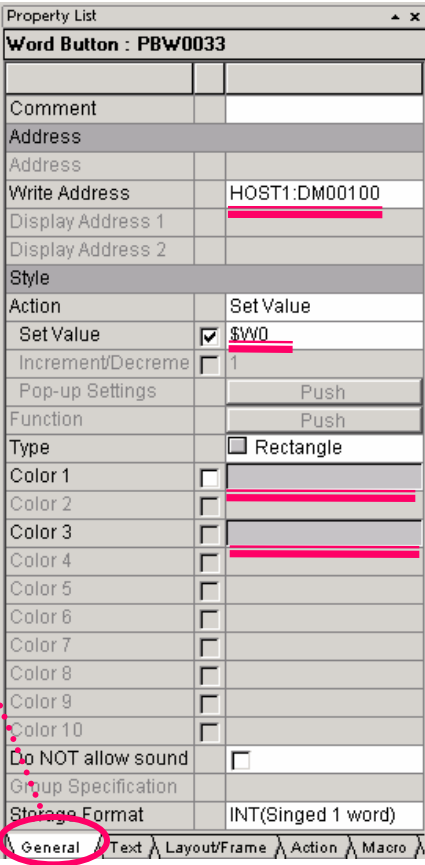 Property List
Word Button : PBW0033
Comment
Address
Address
Write Address HOST1:DM00100
Display Address 1
Display Address 2
Style
Action Set Value
Set Value $W0
Increment/Decreme 1
Pop-up Settings Push
Function Push
Type Rectangle
Color 1
Color 2
Color 3
Color 4
Color 5
Color 6
Color 7
Color 8
Color 9
Color 10
Do NOT allow sound
Group Specification
Storage Format INT(Singed 1 word)
General Text Layout/Frame Action Macro